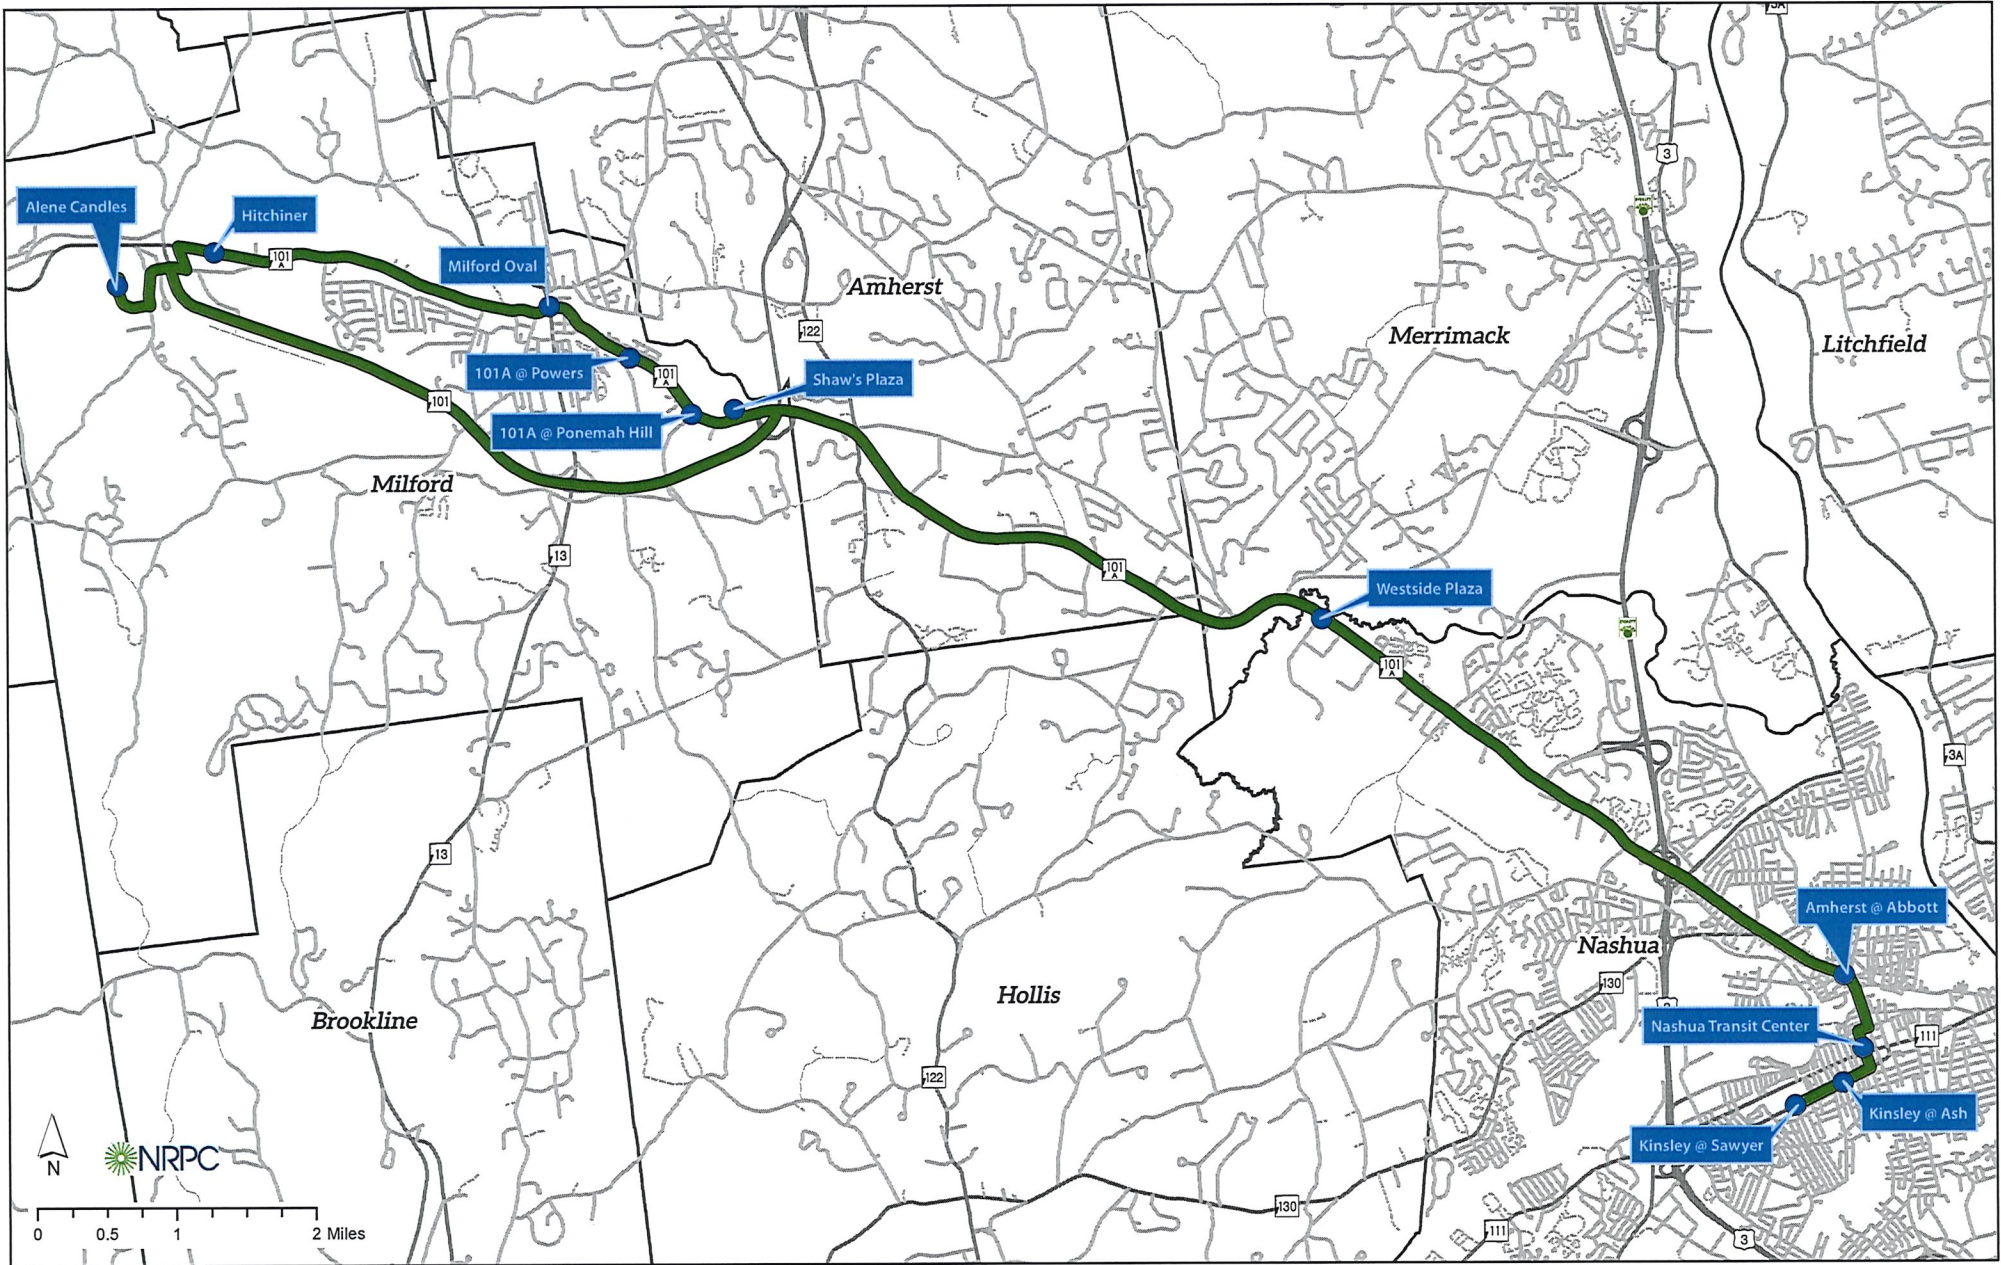 3A
3
Alene Candles
Hitchiner
101
A
Milford Oval
Amherst
122
Merrimack
Litchfield
101 @ Powers
101
A
Shaw's Plaza
101
101A @ Ponemah Hill
Milford
13
101
A
Westside Plaza
101
A
3A
13
Amherst @ Abbott
Nashua
130
Hollis
Brookline
Nashua Transit Center
111
122
Kinsley @ Ash
Kinsley @ Sawyer
N
NRPC
130
111
3
0 0.5 1 2 Miles